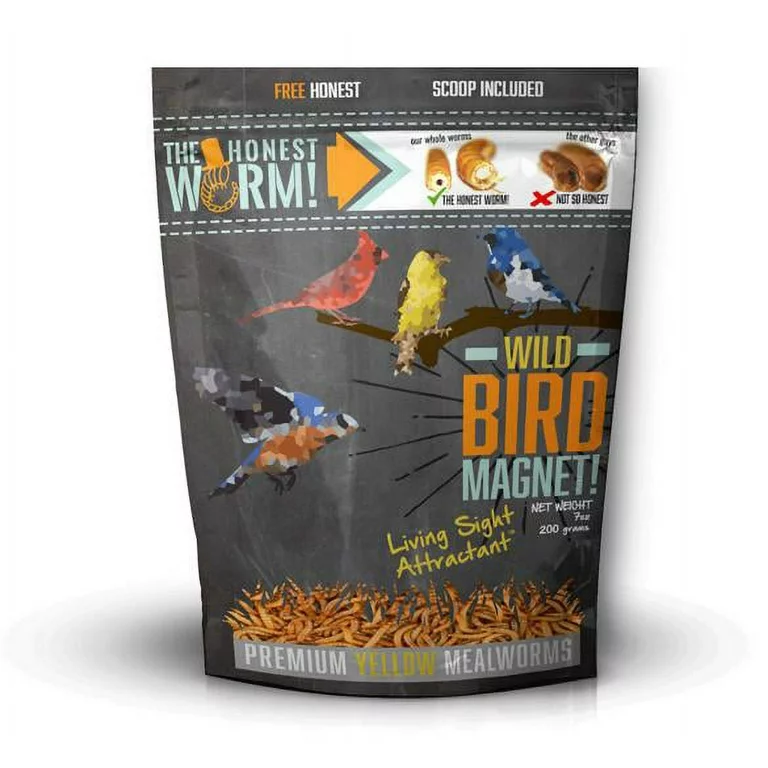 FREE HONEST SCOOP INCLUDED
THE HONEST
WORM!
our whole worms
the other guys
THE HONEST WORM!
NOT SO HONEST
WILD
BIRD
MAGNET!
NET WEIGHT
7oz
200 grams
Living Sight
Attractant™
PREMIUM YELLOW MEALWORMS